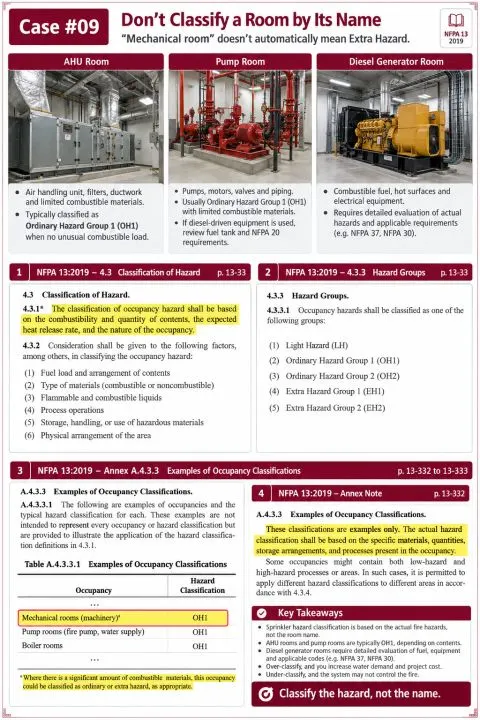 Case #09
Don't Classify a Room by Its Name
"Mechanical room" doesn't automatically mean Extra Hazard.
NFPA 13
2019
AHU Room
• Air handling unit, filters, ductwork
and limited combustible materials.
• Typically classified as
Ordinary Hazard Group 1 (OH1)
when no unusual combustible load.
Pump Room
• Pumps, motors, valves and piping.
• Usually Ordinary Hazard Group 1 (OH1)
with limited combustible materials.
• If diesel-driven equipment is used,
review fuel tank and NFPA 20
requirements.
Diesel Generator Room
• Combustible fuel, hot surfaces and
electrical equipment.
• Requires detailed evaluation of actual
hazards and applicable requirements
(e.g. NFPA 37, NFPA 30).
1 NFPA 13:2019 – 4.3 Classification of Hazard p. 13-33
4.3 Classification of Hazard.
4.3.1* The classification of occupancy hazard shall be based
on the combustibility and quantity of contents, the expected
heat release rate, and the nature of the occupancy.
4.3.2 Consideration shall be given to the following factors,
among others, in classifying the occupancy hazard:
(1) Fuel load and arrangement of contents
(2) Type of materials (combustible or noncombustible)
(3) Flammable and combustible liquids
(4) Process operations
(5) Storage, handling, or use of hazardous materials
(6) Physical arrangement of the area
2 NFPA 13:2019 – 4.3.3 Hazard Groups p. 13-33
4.3.3 Hazard Groups.
4.3.3.1 Occupancy hazards shall be classified as one of the
following groups:
(1) Light Hazard (LH)
(2) Ordinary Hazard Group 1 (OH1)
(3) Ordinary Hazard Group 2 (OH2)
(4) Extra Hazard Group 1 (EH1)
(5) Extra Hazard Group 2 (EH2)
3 NFPA 13:2019 – Annex A.4.3.3 Examples of Occupancy Classifications p. 13-332 to 13-333
A.4.3.3 Examples of Occupancy Classifications.
A.4.3.3.1 The following are examples of occupancies and the
typical hazard classification for each. These examples are not
intended to represent every occupancy or hazard classification but
are provided to illustrate the application of the hazard classifica-
tion definitions in 4.3.1.
Table A.4.3.3.1 Examples of Occupancy Classifications
Occupancy Hazard Classification
...
Mechanical rooms (machinery)* OH1
Pump rooms (fire pump, water supply) OH1
Boiler rooms OH1
...
*Where there is a significant amount of combustible materials, this occupancy
could be classified as ordinary or extra hazard, as appropriate.
4 NFPA 13:2019 – Annex Note p. 13-332
A.4.3.3 Examples of Occupancy Classifications.
These classifications are examples only. The actual hazard
classification shall be based on the specific materials, quantities,
storage arrangements, and processes present in the occupancy.
Some occupancies might contain both low-hazard and
high-hazard processes or areas. In such cases, it is permitted to
apply different hazard classifications to different areas in accor-
dance with 4.3.4.
Key Takeaways
• Sprinkler hazard classification is based on the actual fire hazards,
not the room name.
• AHU rooms and pump rooms are typically OH1, depending on contents.
• Diesel generator rooms require detailed evaluation of fuel, equipment
and applicable codes (e.g. NFPA 37, NFPA 30).
• Over-classify, and you increase water demand and project cost.
• Under-classify, and the system may not control the fire.
Classify the hazard, not the name.